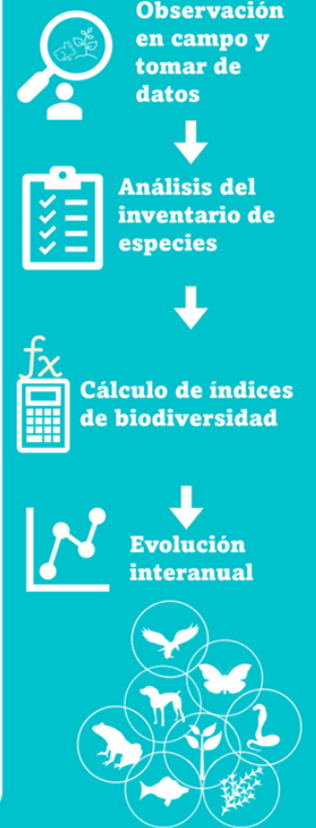 Observación
en campo y
tomar de
datos
Análisis del
inventario de
especies
fx
Cálculo de índices
de biodiversidad
Evolución
interanual